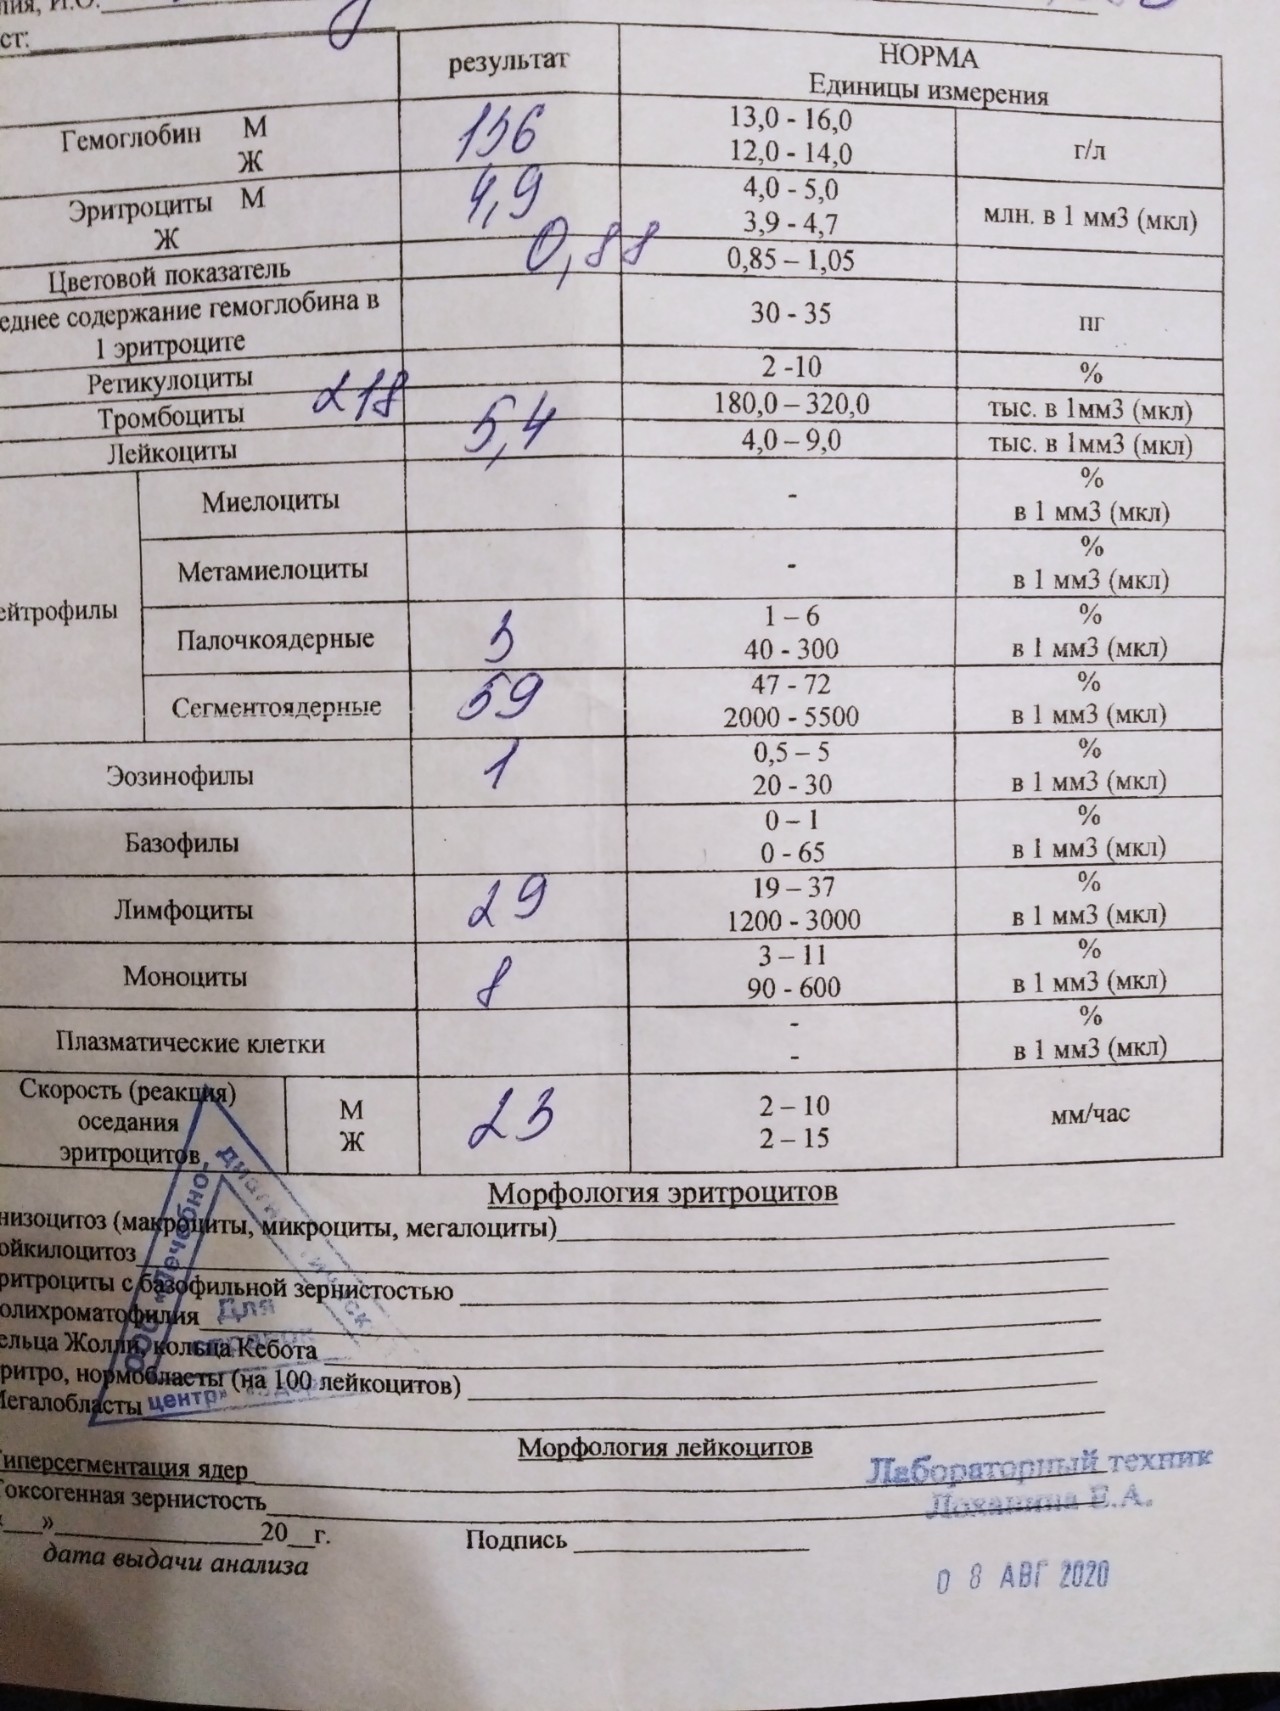 И.О.
ст:
результат
НОРМА
Единицы измерения
Гемоглобин М
Ж
136
13,0 - 16,0
12,0 - 14,0
г/л
Эритроциты М
Ж
4,9
4,0 - 5,0
3,9 - 4,7
млн. в 1 мм3 (мкл)
Цветовой показатель
0,88
0,85 – 1,05
еднее содержание гемоглобина в
1 эритроците
30 - 35
пг
Ретикулоциты
2 -10
%
Тромбоциты
218
180,0 – 320,0
тыс. в 1мм3 (мкл)
Лейкоциты
5,4
4,0 – 9,0
тыс. в 1мм3 (мкл)
ейтрофилы
Миелоциты
-
%
в 1 мм3 (мкл)
Метамиелоциты
-
%
в 1 мм3 (мкл)
Палочкоядерные
3
1 – 6
40 - 300
%
в 1 мм3 (мкл)
Сегментоядерные
59
47 - 72
2000 - 5500
%
в 1 мм3 (мкл)
Эозинофилы
1
0,5 – 5
20 - 30
%
в 1 мм3 (мкл)
Базофилы
0 – 1
0 - 65
%
в 1 мм3 (мкл)
Лимфоциты
29
19 – 37
1200 - 3000
%
в 1 мм3 (мкл)
Моноциты
8
3 – 11
90 - 600
%
в 1 мм3 (мкл)
Плазматические клетки
-
-
%
в 1 мм3 (мкл)
Скорость (реакция)
оседания
эритроцитов
М
Ж
23
2 – 10
2 – 15
мм/час
Морфология эритроцитов
низоцитоз (макроциты, микроциты, мегалоциты)
ойкилоцитоз
ритроциты с базофильной зернистостью
олихроматофилия
ельца Жолли, кольца Кебота
ритро, нормобласты (на 100 лейкоцитов)
Мегалобласты
ООО «Лечебно-
Для
центр»
Морфология лейкоцитов
Гиперсегментация ядер
Токсогенная зернистость
Лабораторный техник
Лоханина Е.А.
«___»_______________20__г.
Подпись
дата выдачи анализа
0 8 АВГ 2020